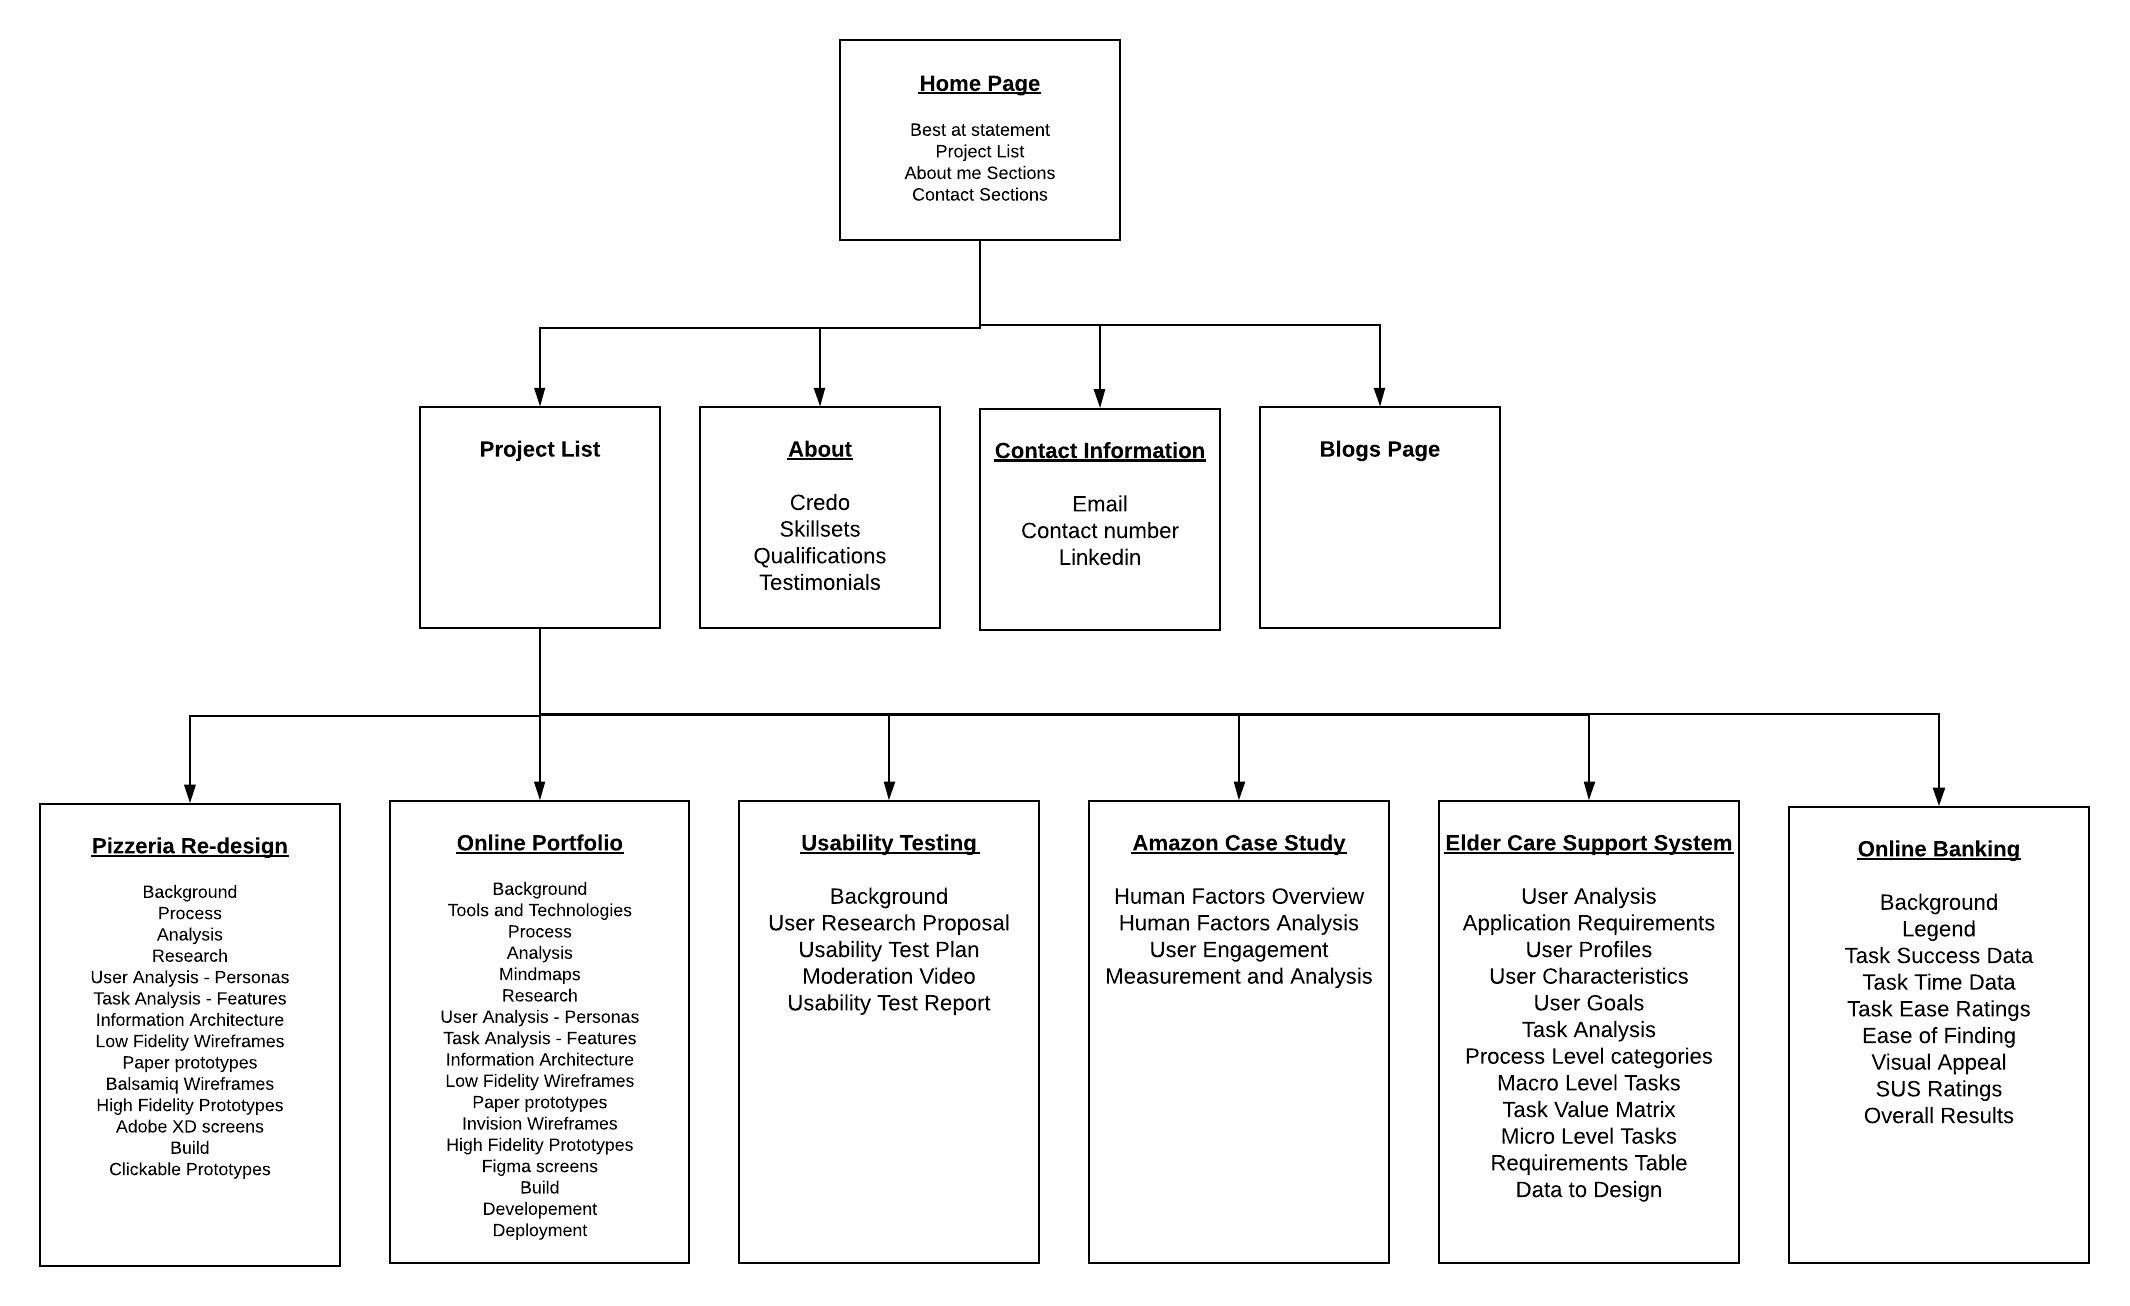 Home Page
Best at statement
Project List
About me Sections
Contact Sections
Project List
About
Credo
Skillsets
Qualifications
Testimonials
Contact Information
Email
Contact number
Linkedin
Blogs Page
Pizzeria Re-design
Background
Process
Analysis
Research
User Analysis - Personas
Task Analysis - Features
Information Architecture
Low Fidelity Wireframes
Paper prototypes
Balsamiq Wireframes
High Fidelity Prototypes
Adobe XD screens
Build
Clickable Prototypes
Online Portfolio
Background
Tools and Technologies
Process
Analysis
Mindmaps
Research
User Analysis - Personas
Task Analysis - Features
Information Architecture
Low Fidelity Wireframes
Paper prototypes
Invision Wireframes
High Fidelity Prototypes
Figma screens
Build
Developement
Deployment
Usability Testing
Background
User Research Proposal
Usability Test Plan
Moderation Video
Usability Test Report
Amazon Case Study
Human Factors Overview
Human Factors Analysis
User Engagement
Measurement and Analysis
Elder Care Support System
User Analysis
Application Requirements
User Profiles
User Characteristics
User Goals
Task Analysis
Process Level categories
Macro Level Tasks
Task Value Matrix
Micro Level Tasks
Requirements Table
Data to Design
Online Banking
Background
Legend
Task Success Data
Task Time Data
Task Ease Ratings
Ease of Finding
Visual Appeal
SUS Ratings
Overall Results